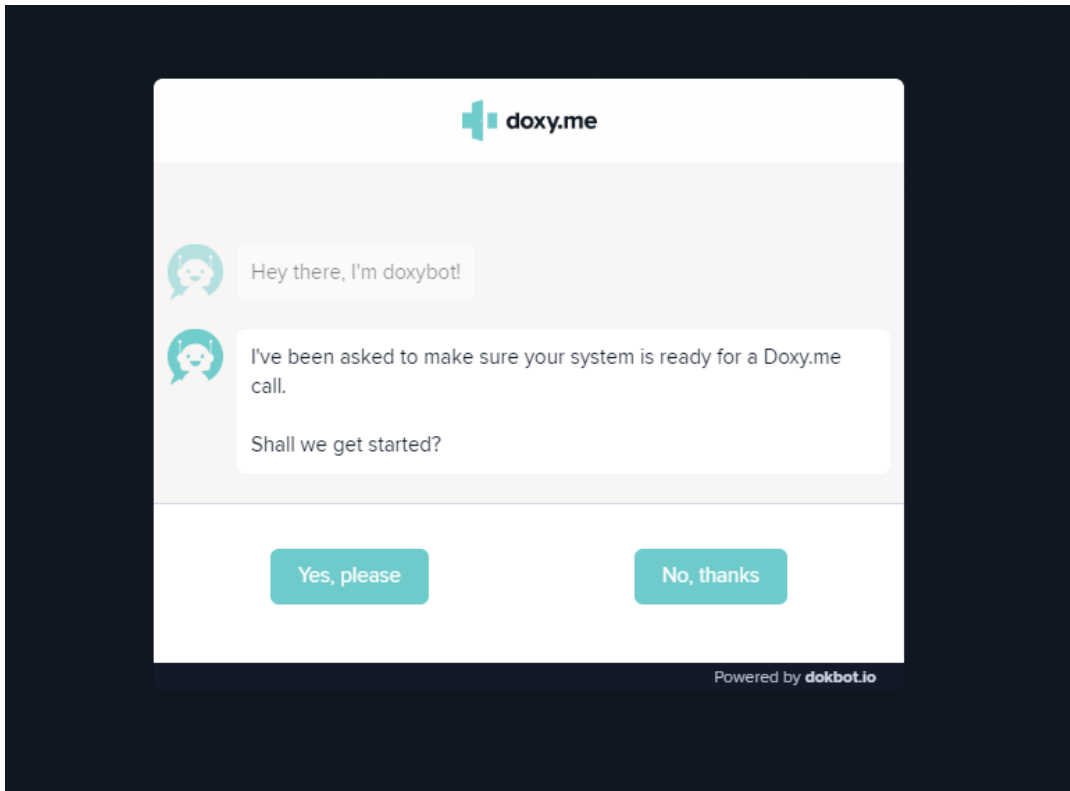 doxy.me
Hey there, I'm doxybot!
I've been asked to make sure your system is ready for a Doxy.me
call.
Shall we get started?
Yes, please
No, thanks
Powered by dokbot.io